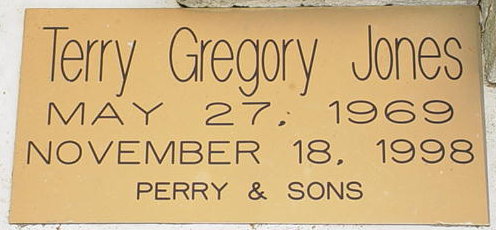 Terry Gregory Jones
MAY 27, 1969
NOVEMBER 18, 1998
PERRY & SONS